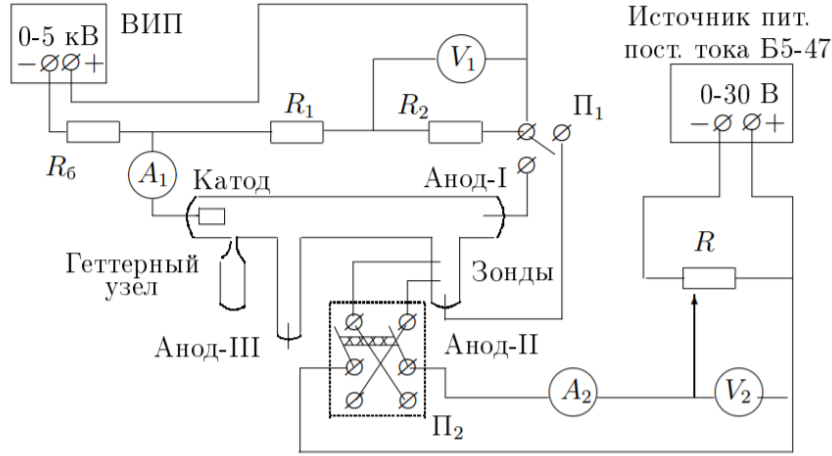 ВИП
0-5 кВ
− +
Источник пит.
пост. тока Б5-47
0-30 В
− +
V1
R1
R2
П1
Rб
A1
Катод
Анод-I
R
Геттерный
узел
Зонды
Анод-III
Анод-II
A2
V2
П2